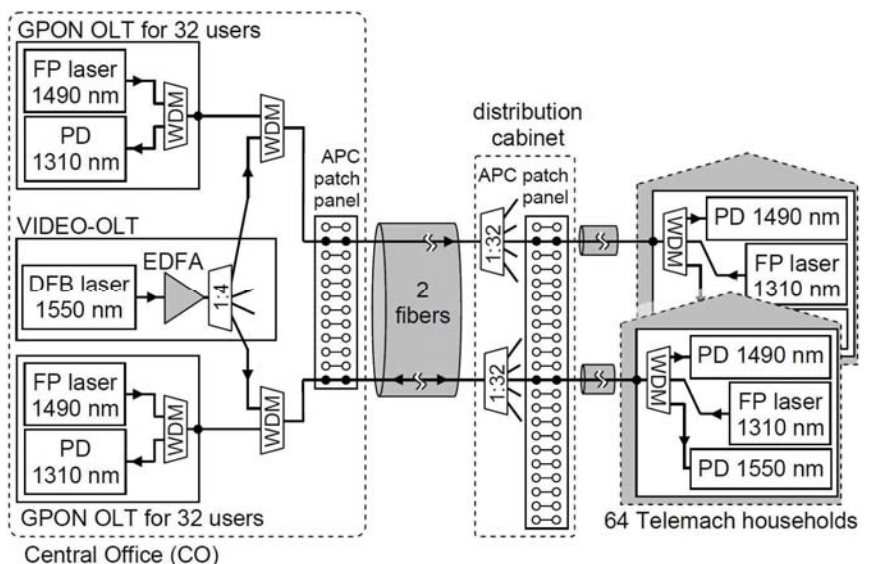 GPON OLT for 32 users
FP laser
1490 nm
PD
1310 nm
WDM
WDM
VIDEO-OLT
EDFA
DFB laser
1550 nm
1:4
FP laser
1490 nm
PD
1310 nm
WDM
WDM
GPON OLT for 32 users
Central Office (CO)
APC
patch
panel
2
fibers
distribution
cabinet
APC patch
panel
1:32
1:32
WDM
PD 1490 nm
FP laser
1310 nm
WDM
PD 1490 nm
FP laser
1310 nm
PD 1550 nm
64 Telemach households